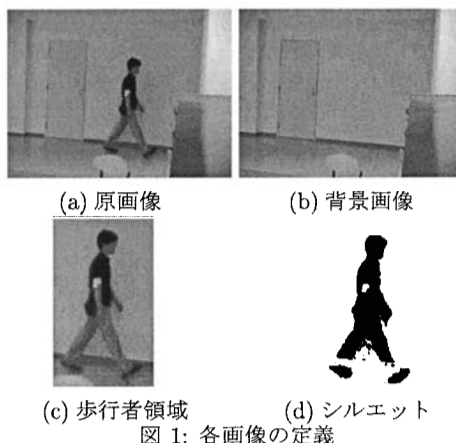 (a) 原画像
(b) 背景画像
(c) 歩行者領域
(d) シルエット
図 1: 各画像の定義